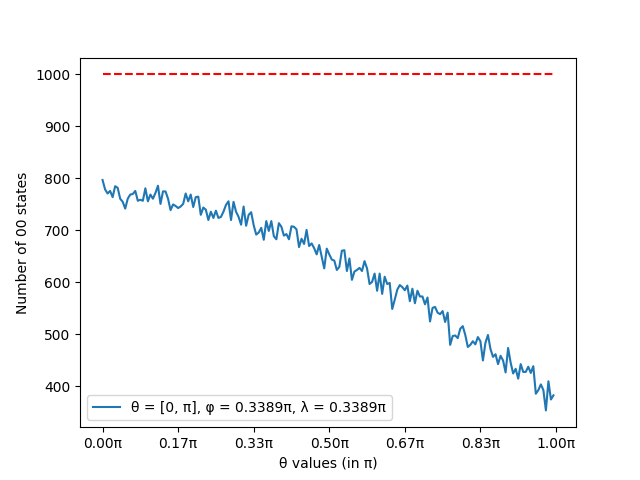 1000
900
800
700
600
500
400
Number of 00 states
θ = [0, π], φ = 0.3389π, λ = 0.3389π
0.00π 0.17π 0.33π 0.50π 0.67π 0.83π 1.00π
θ values (in π)